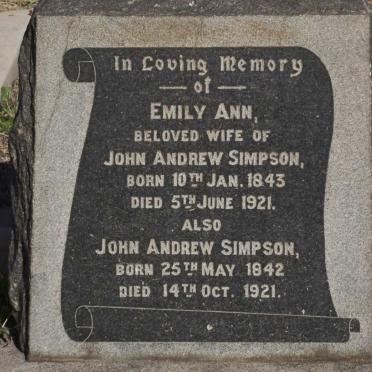 In Loving Memory
of
EMILY ANN,
BELOVED WIFE OF
JOHN ANDREW SIMPSON,
BORN 10TH JAN. 1843
DIED 5TH JUNE 1921.
ALSO
JOHN ANDREW SIMPSON,
BORN 25TH MAY 1842
DIED 14TH OCT. 1921.